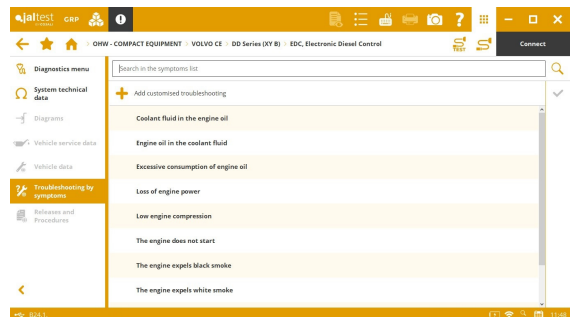 jaltest GRP
OHW - COMPACT EQUIPMENT VOLVO CE DD Series (XY B) EDC, Electronic Diesel Control
TEST
Connect
Diagnostics menu
System technical
data
Diagrams
Vehicle service data
Vehicle data
Troubleshooting by
symptoms
Releases and
Procedures
Search in the symptoms list
Add customised troubleshooting
Coolant fluid in the engine oil
Engine oil in the coolant fluid
Excessive consumption of engine oil
Loss of engine power
Low engine compression
The engine does not start
The engine expels black smoke
The engine expels white smoke
B24.1.
11:48